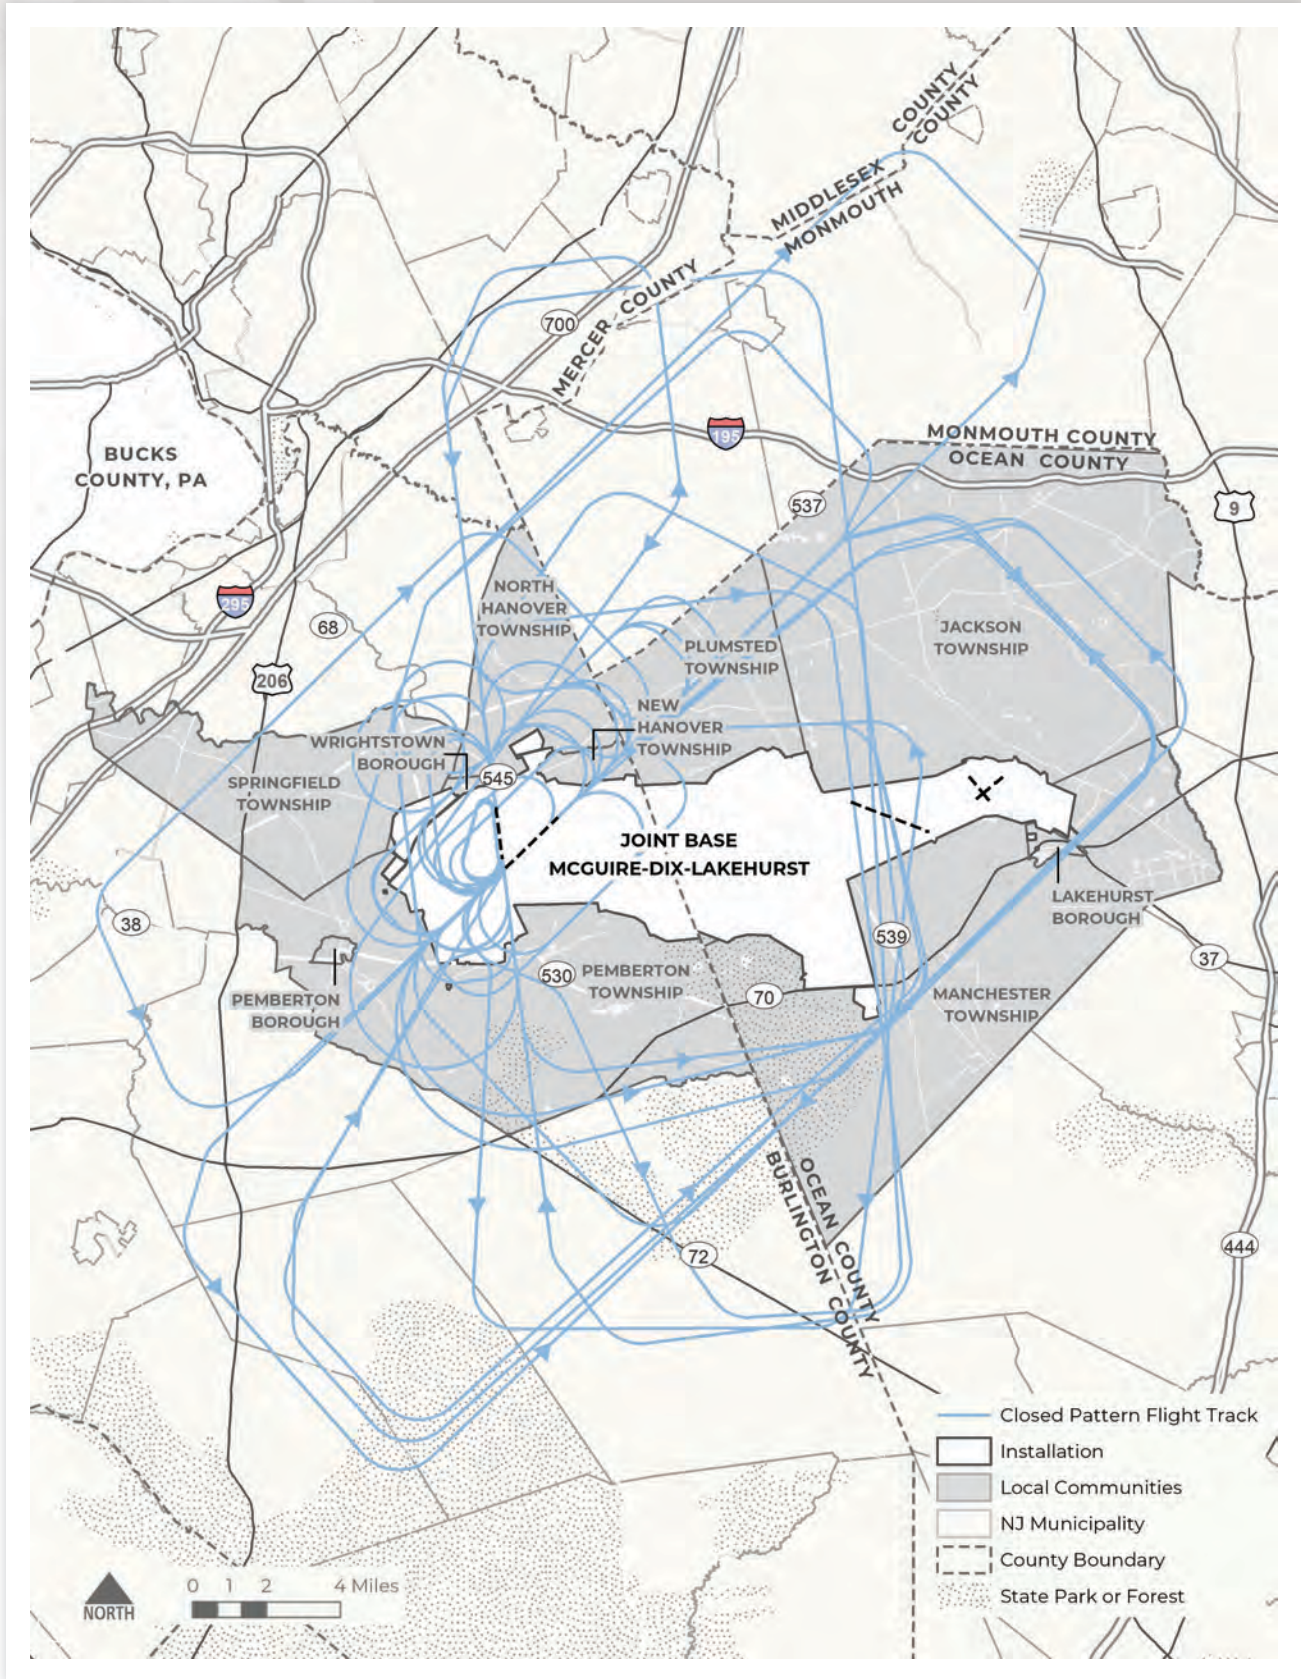 COUNTY
COUNTY
MIDDLESEX
MONMOUTH
MERCER COUNTY
700
195
MONMOUTH COUNTY
OCEAN COUNTY
BUCKS
COUNTY, PA
537
9
295
68
206
NORTH
HANOVER
TOWNSHIP
PLUMSTED
TOWNSHIP
JACKSON
TOWNSHIP
NEW
HANOVER
TOWNSHIP
WRIGHTSTOWN
BOROUGH
545
SPRINGFIELD
TOWNSHIP
JOINT BASE
MCGUIRE-DIX-LAKEHURST
LAKEHURST
BOROUGH
38
539
37
530
PEMBERTON
TOWNSHIP
70
PEMBERTON
BOROUGH
MANCHESTER
TOWNSHIP
OCEAN COUNTY
BURLINGTON COUNTY
72
444
Closed Pattern Flight Track
Installation
Local Communities
NJ Municipality
County Boundary
State Park or Forest
NORTH
0 1 2 4 Miles